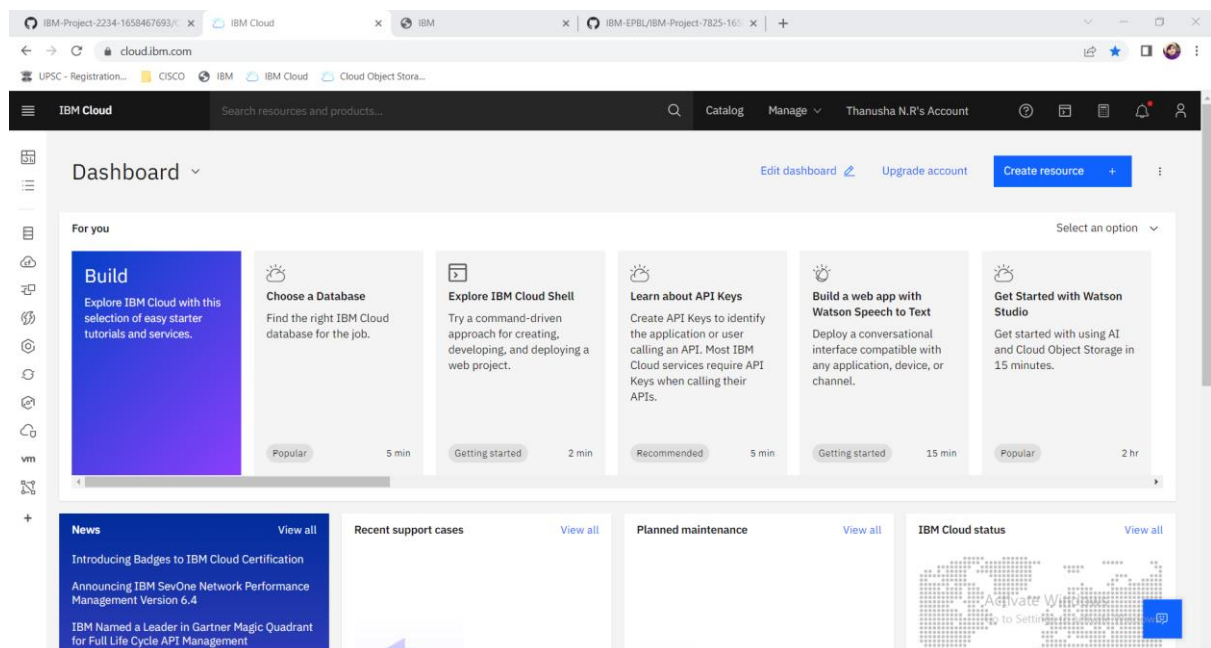 IBM-Project-2234-1658467693/
IBM Cloud
IBM
IBM-EPBL/IBM-Project-7825-165
cloud.ibm.com
UPSC - Registration...
CISCO
IBM
IBM Cloud
Cloud Object Stora...
IBM Cloud
Search resources and products...
Catalog
Manage
Thanusha N.R's Account
Dashboard
Edit dashboard
Upgrade account
Create resource +
For you
Select an option
Build
Explore IBM Cloud with this
selection of easy starter
tutorials and services.
Choose a Database
Find the right IBM Cloud
database for the job.
Popular
5 min
Explore IBM Cloud Shell
Try a command-driven
approach for creating,
developing, and deploying a
web project.
Getting started
2 min
Learn about API Keys
Create API Keys to identify
the application or user
calling an API. Most IBM
Cloud services require API
Keys when calling their
APIs.
Recommended
5 min
Build a web app with
Watson Speech to Text
Deploy a conversational
interface compatible with
any application, device, or
channel.
Getting started
15 min
Get Started with Watson
Studio
Get started with using AI
and Cloud Object Storage in
15 minutes.
Popular
2 hr
vm
News
View all
Introducing Badges to IBM Cloud Certification
Announcing IBM SevOne Network Performance
Management Version 6.4
IBM Named a Leader in Gartner Magic Quadrant
for Full Life Cycle API Management
Recent support cases
View all
Planned maintenance
View all
IBM Cloud status
View all
Activate Windows
Go to Settings to activate Windows